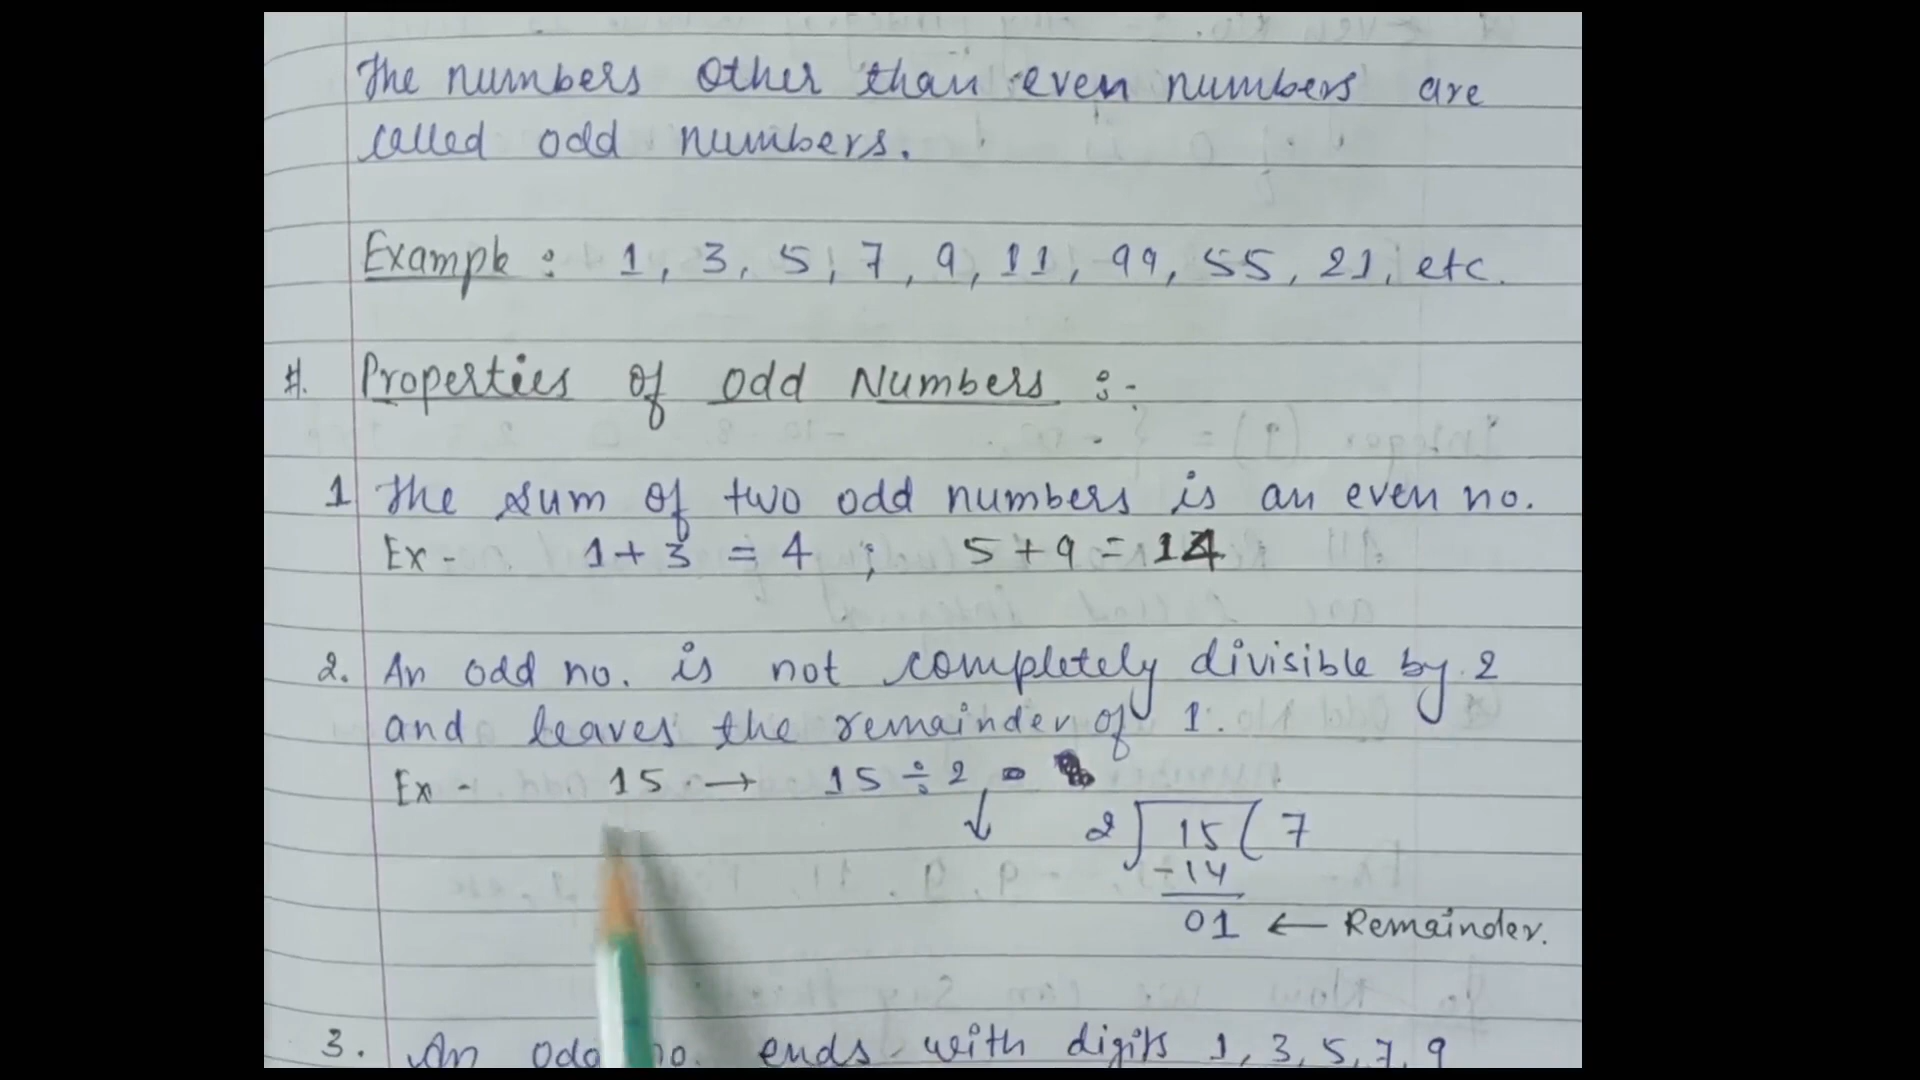 The numbers other than even numbers are
called odd numbers.
Example : 1, 3, 5, 7, 9, 11, 99, 55, 21, etc.
#. Properties of odd Numbers :-
1 The sum of two odd numbers is an even no.
Ex - 1 + 3 = 4 ; 5 + 9 = 14
2. An odd no. is not completely divisible by 2
and leaves the remainder of 1.
Ex - 15 → 15 ÷ 2 =
↓ 2 ) 15 ( 7
-14
01 ← Remainder.
3. An odd no. ends with digits 1, 3, 5, 7, 9